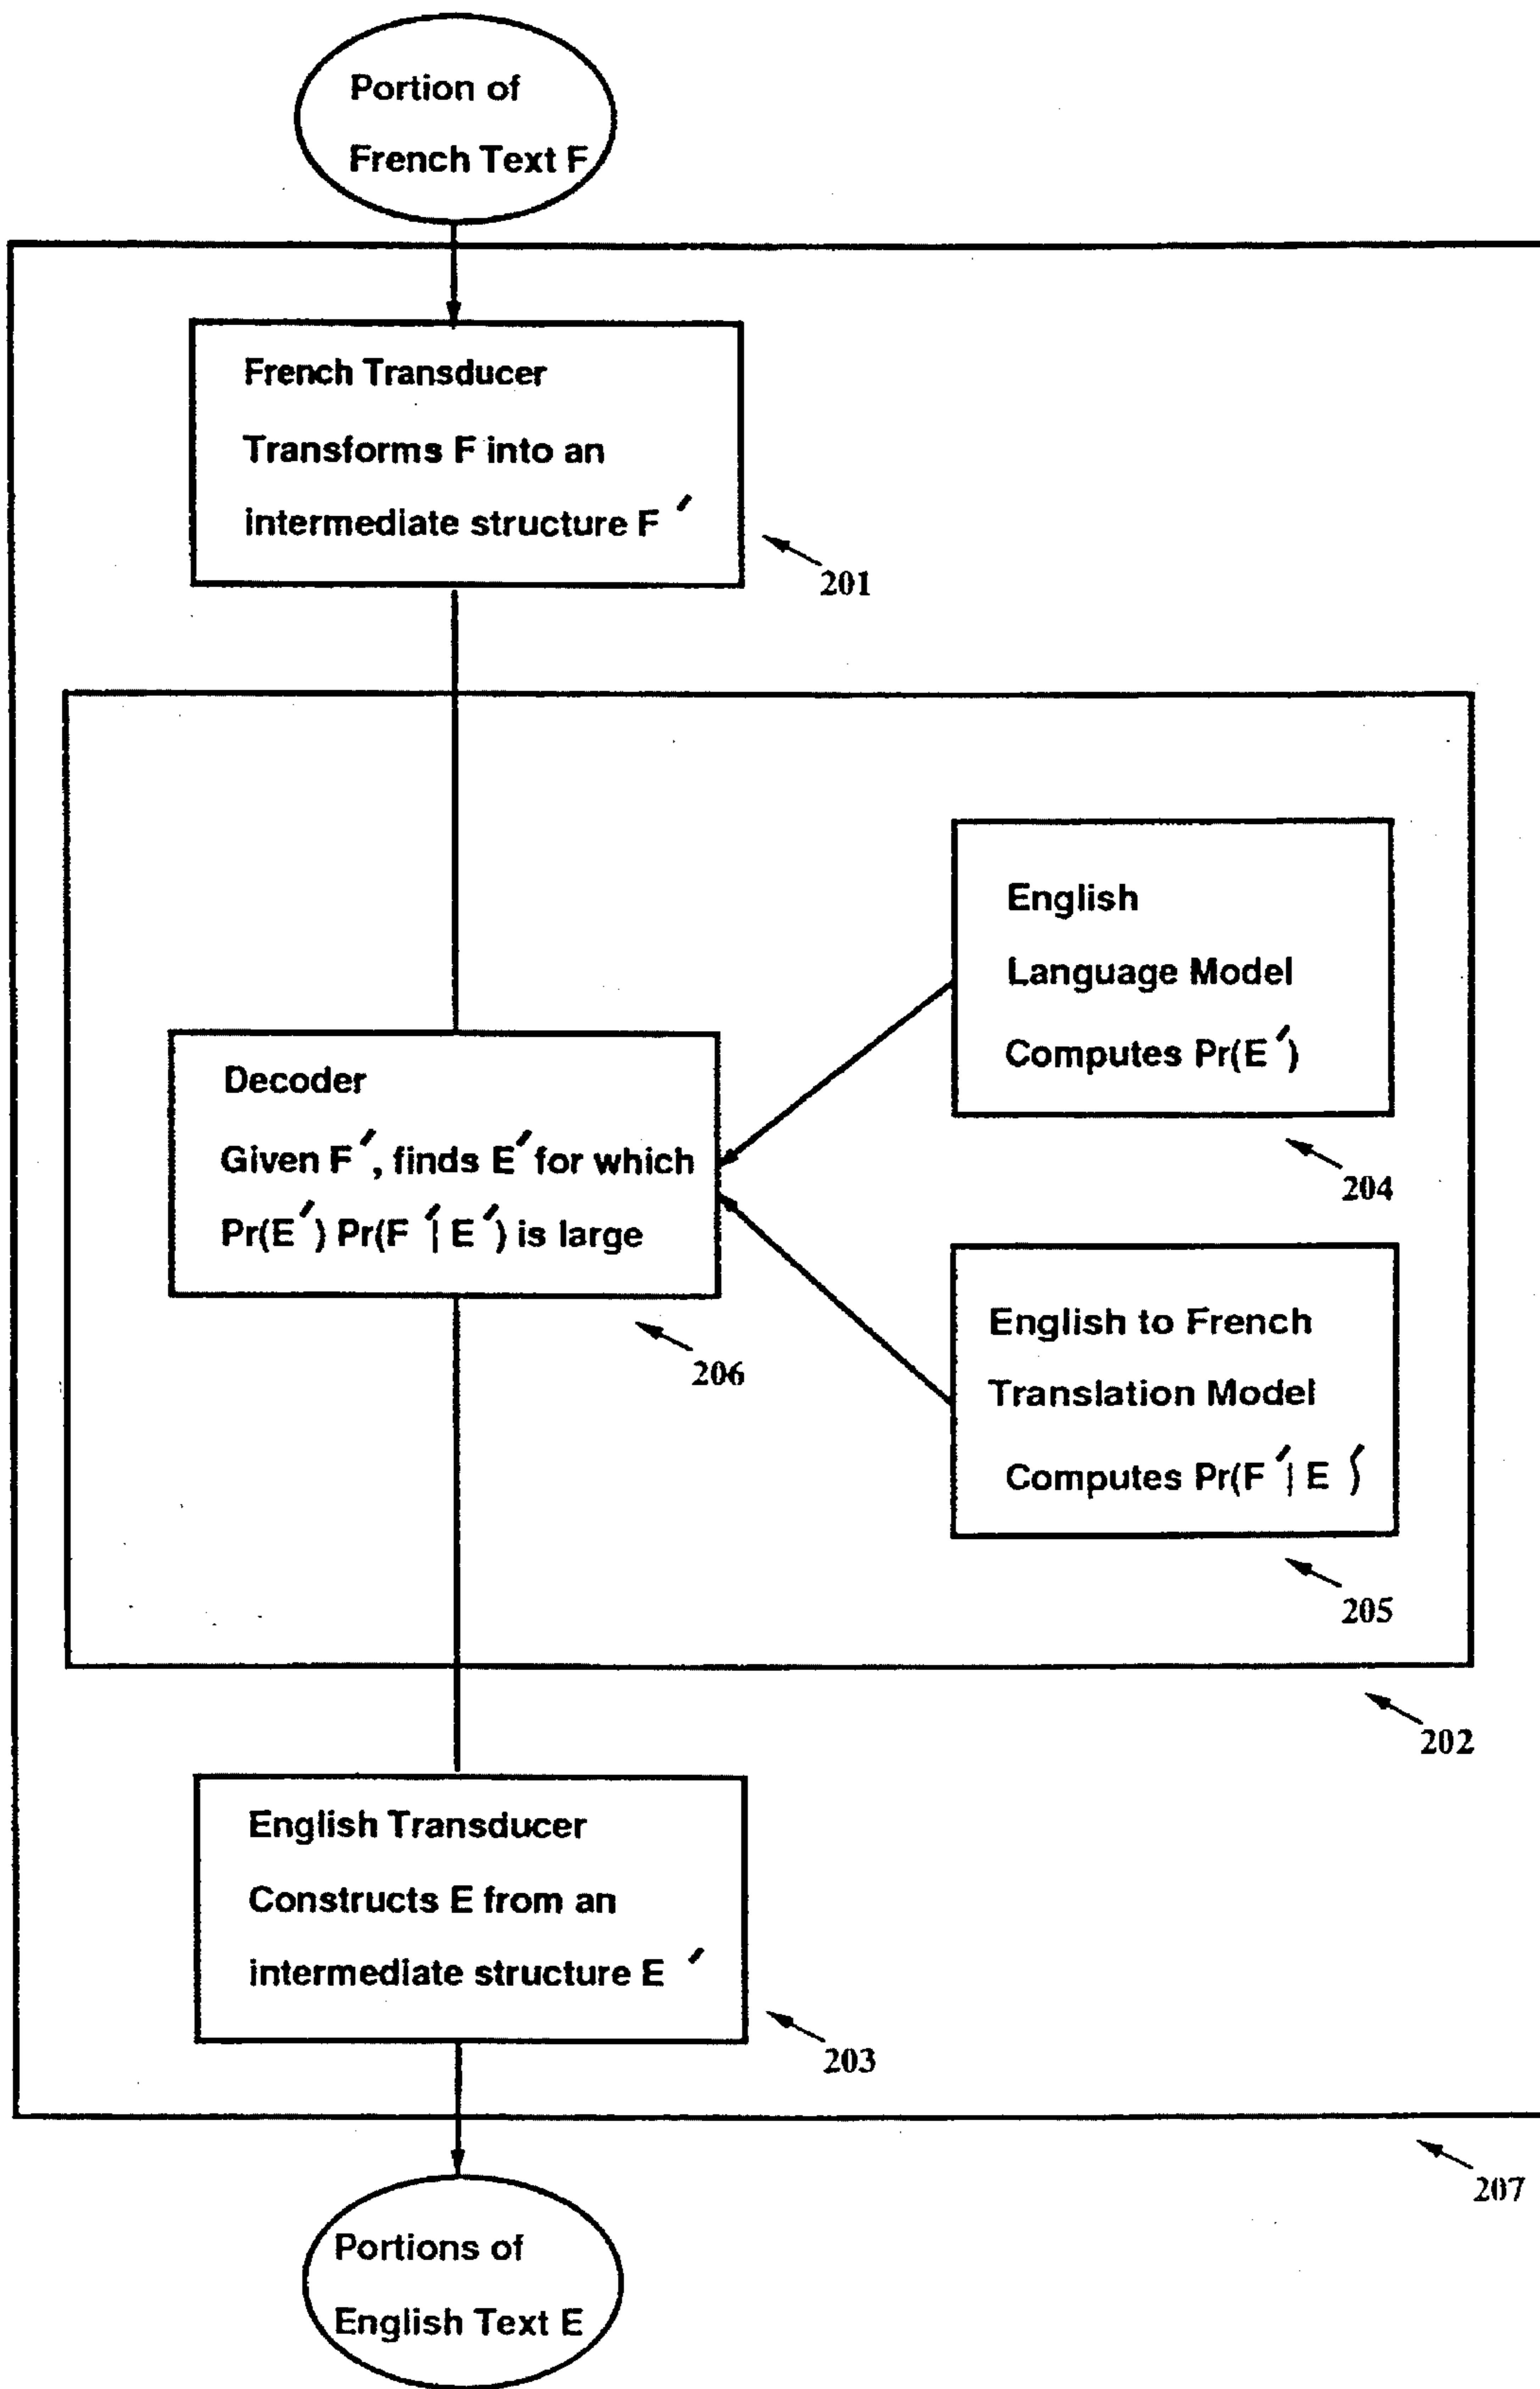 Portion of
French Text F
French Transducer
Transforms F into an
intermediate structure F ′
201
English
Language Model
Computes Pr(E′)
204
Decoder
Given F′, finds E′ for which
Pr(E′) Pr(F′| E′) is large
206
English to French
Translation Model
Computes Pr(F′| E′)
205
202
English Transducer
Constructs E from an
intermediate structure E ′
203
207
Portions of
English Text E